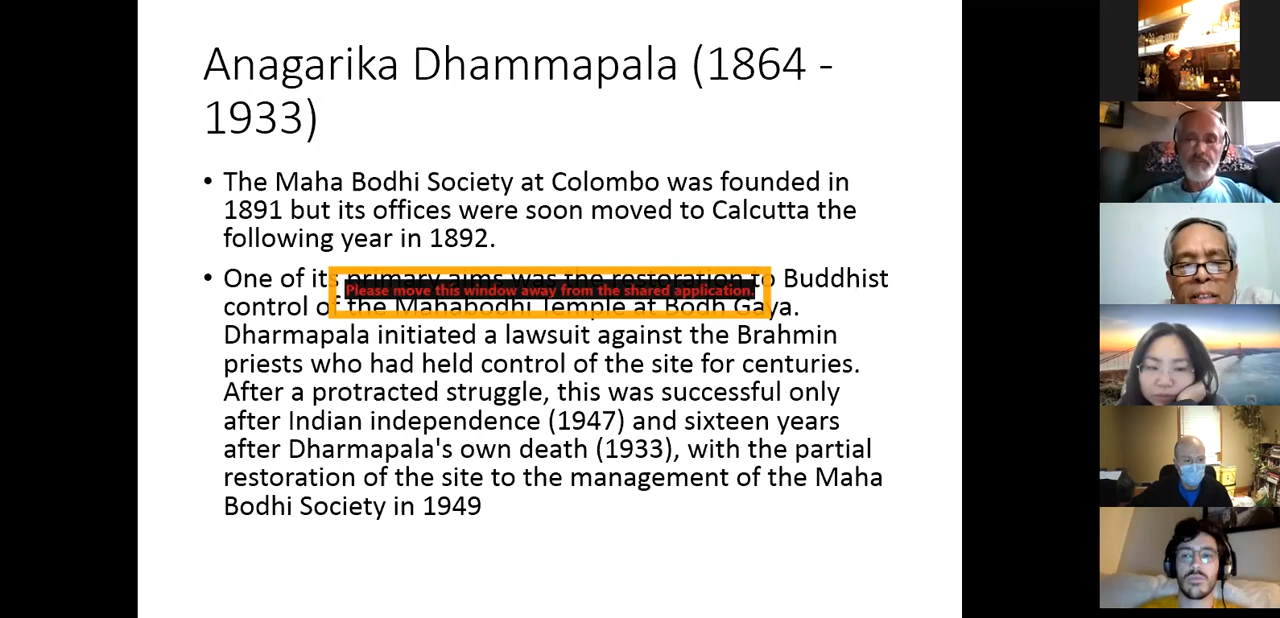 Anagarika Dhammapala (1864 -
1933)
• The Maha Bodhi Society at Colombo was founded in
1891 but its offices were soon moved to Calcutta the
following year in 1892.
• One of its primary aims was the restoration to Buddhist
Please move this window away from the shared application.
control of the Mahabodhi Temple at Bodh Gaya.
Dharmapala initiated a lawsuit against the Brahmin
priests who had held control of the site for centuries.
After a protracted struggle, this was successful only
after Indian independence (1947) and sixteen years
after Dharmapala's own death (1933), with the partial
restoration of the site to the management of the Maha
Bodhi Society in 1949